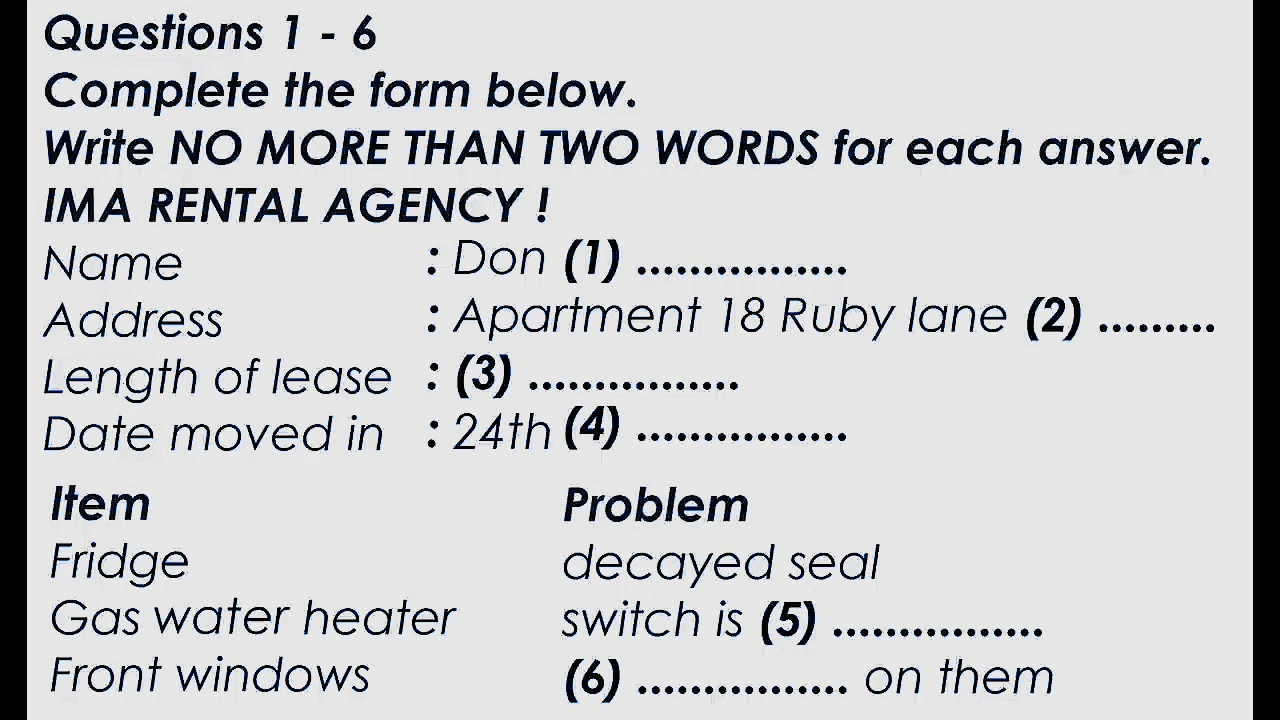 Questions 1 - 6
Complete the form below.
Write NO MORE THAN TWO WORDS for each answer.
IMA RENTAL AGENCY !
Name : Don (1) ................
Address : Apartment 18 Ruby lane (2) .........
Length of lease : (3) ................
Date moved in : 24th (4) ................
Item Problem
Fridge decayed seal
Gas water heater switch is (5) ................
Front windows (6) ................ on them